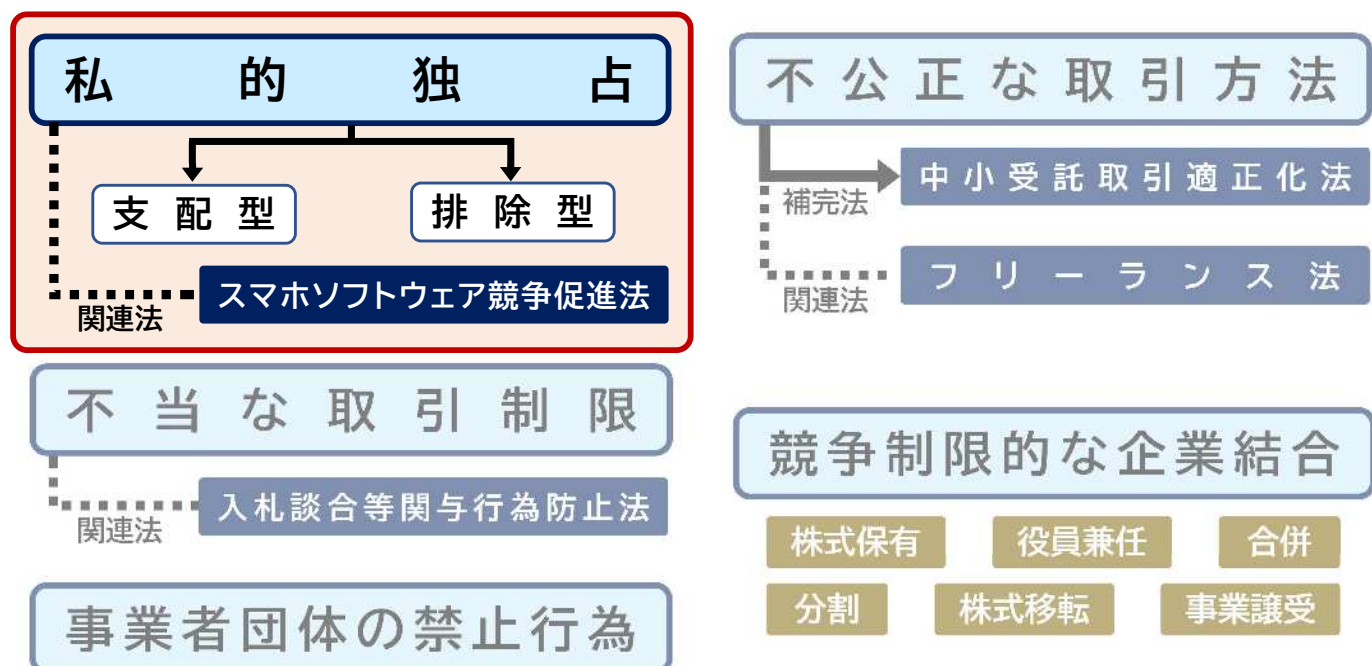 私的独占
支配型
排除型
関連法
スマホソフトウェア競争促進法
不公正な取引方法
補完法
中小受託取引適正化法
関連法
フリーランス法
不当な取引制限
関連法
入札談合等関与行為防止法
競争制限的な企業結合
株式保有
役員兼任
合併
分割
株式移転
事業譲受
事業者団体の禁止行為